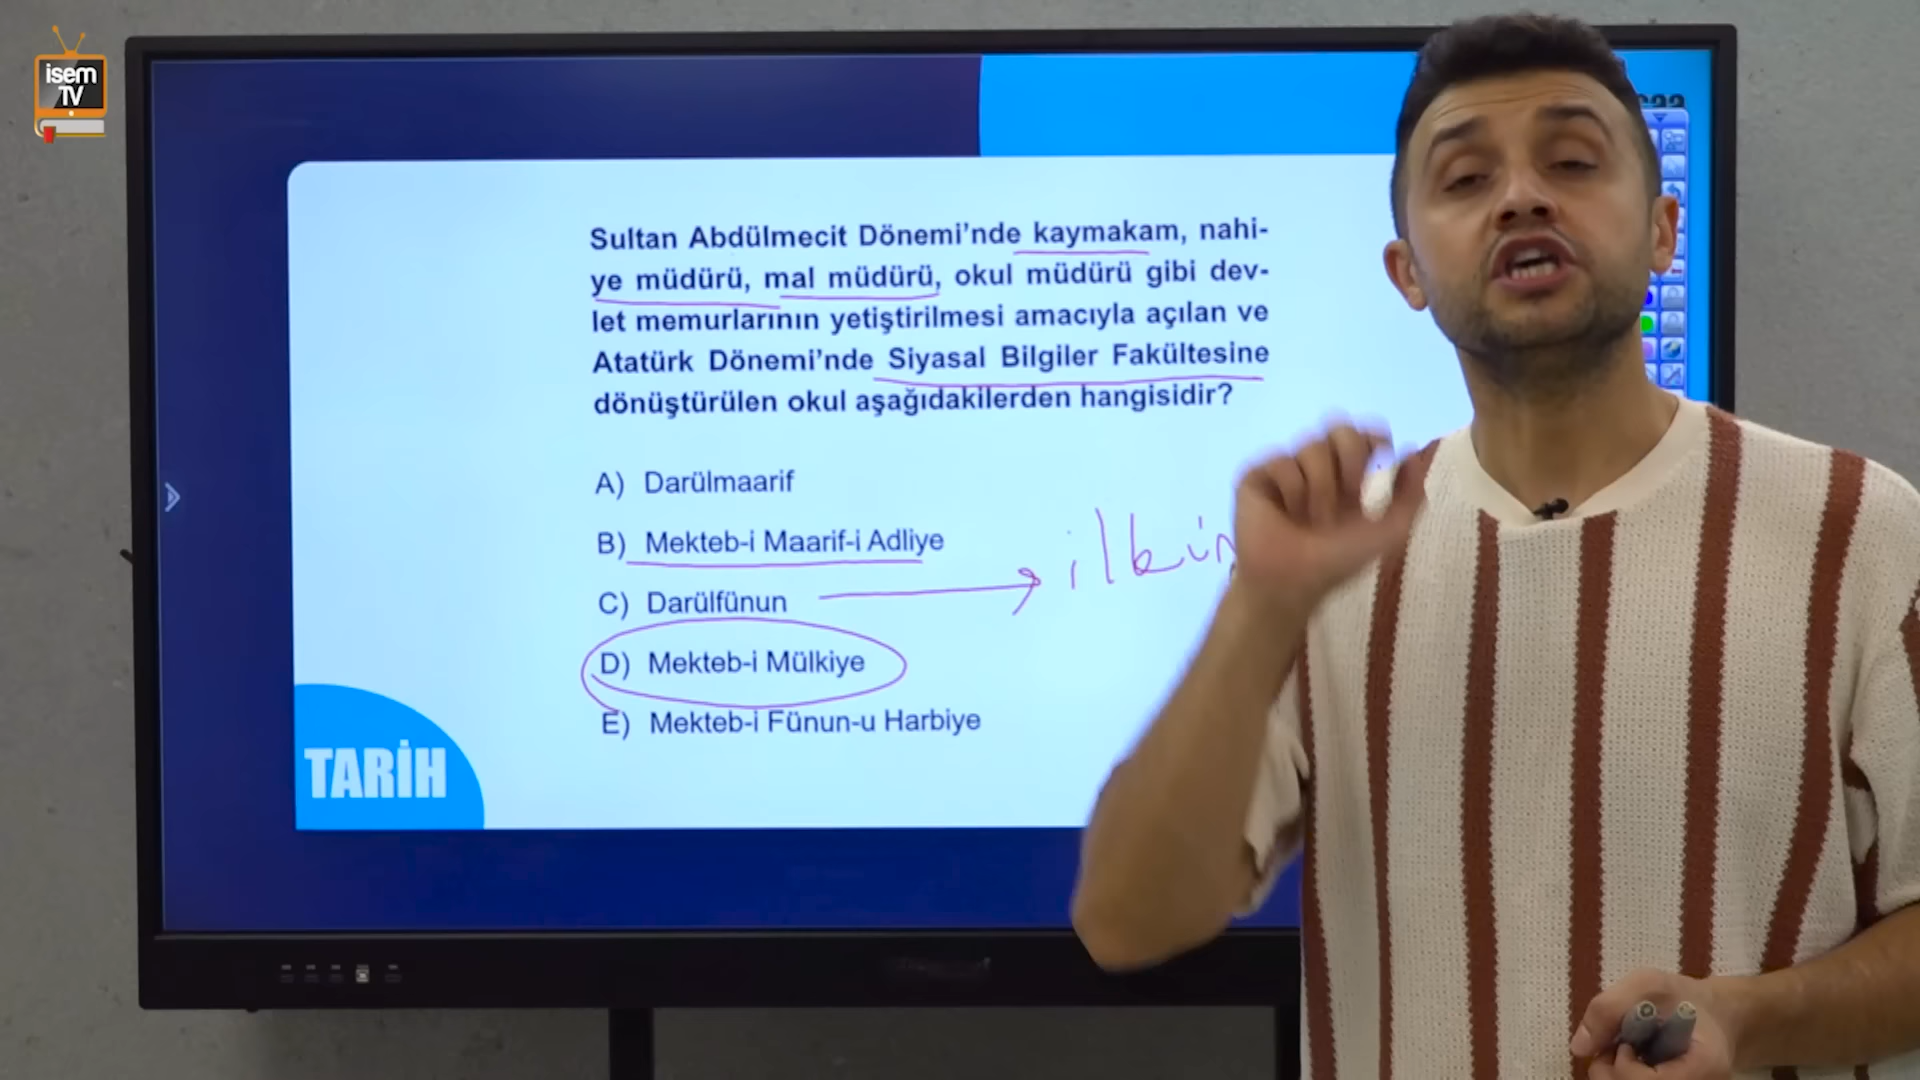 isem
TV
Sultan Abdülmecit Dönemi'nde kaymakam, nahi-
ye müdürü, mal müdürü, okul müdürü gibi dev-
let memurlarının yetiştirilmesi amacıyla açılan ve
Atatürk Dönemi'nde Siyasal Bilgiler Fakültesine
dönüştürülen okul aşağıdakilerden hangisidir?
A) Darülmaarif
B) Mekteb-i Maarif-i Adliye
C) Darülfünun
D) Mekteb-i Mülkiye
E) Mekteb-i Fünun-u Harbiye
TARİH